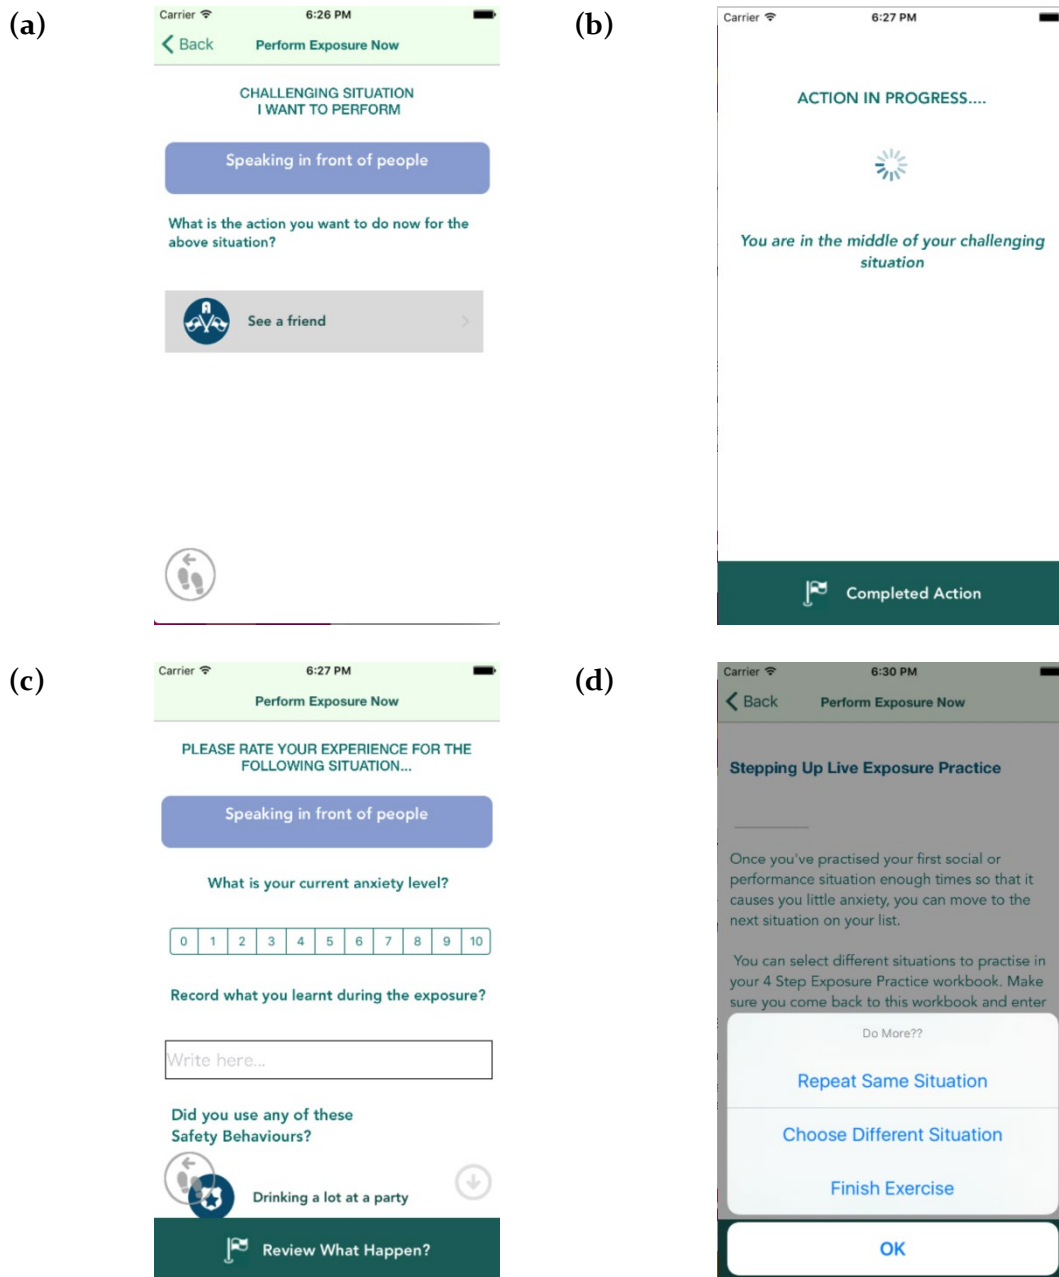 (a)
Carrier 6:26 PM
Back Perform Exposure Now
CHALLENGING SITUATION
I WANT TO PERFORM
Speaking in front of people
What is the action you want to do now for the
above situation?
A
See a friend
(b)
Carrier 6:27 PM
ACTION IN PROGRESS....
You are in the middle of your challenging
situation
Completed Action
(c)
Carrier 6:27 PM
Perform Exposure Now
PLEASE RATE YOUR EXPERIENCE FOR THE
FOLLOWING SITUATION...
Speaking in front of people
What is your current anxiety level?
0 1 2 3 4 5 6 7 8 9 10
Record what you learnt during the exposure?
Write here...
Did you use any of these
Safety Behaviours?
Drinking a lot at a party
Review What Happen?
(d)
Carrier 6:30 PM
Back Perform Exposure Now
Stepping Up Live Exposure Practice
Once you've practised your first social or
performance situation enough times so that it
causes you little anxiety, you can move to the
next situation on your list.
You can select different situations to practise in
your 4 Step Exposure Practice workbook. Make
sure you come back to this workbook and enter
Do More??
Repeat Same Situation
Choose Different Situation
Finish Exercise
OK